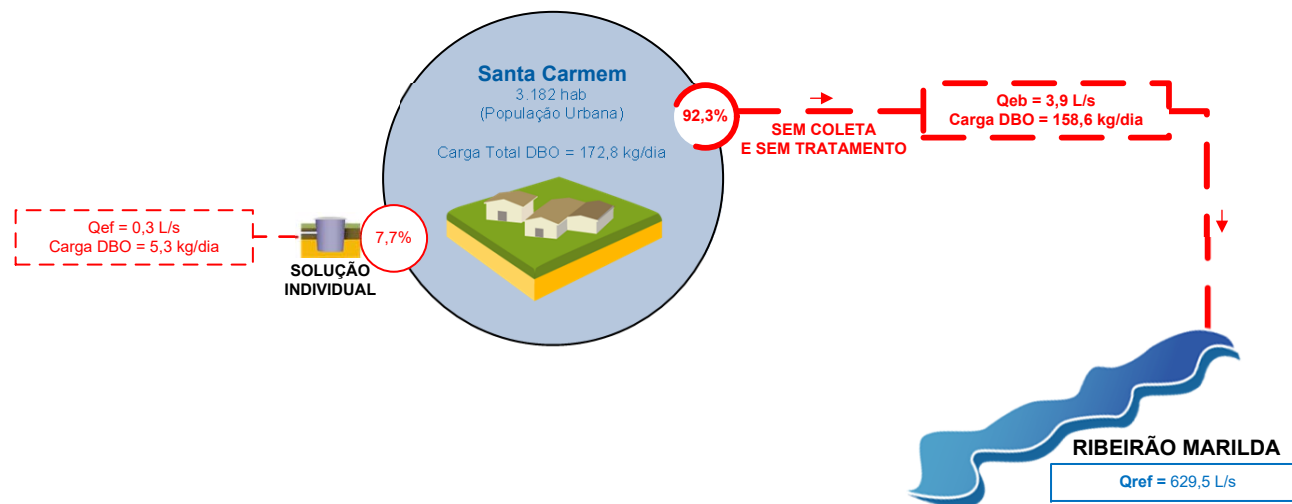 Santa Carmem
3.182 hab
(População Urbana)
Carga Total DBO = 172,8 kg/dia
92,3%
SEM COLETA
E SEM TRATAMENTO
Qeb = 3,9 L/s
Carga DBO = 158,6 kg/dia
Qef = 0,3 L/s
Carga DBO = 5,3 kg/dia
7,7%
SOLUÇÃO
INDIVIDUAL
RIBEIRÃO MARILDA
Qref = 629,5 L/s